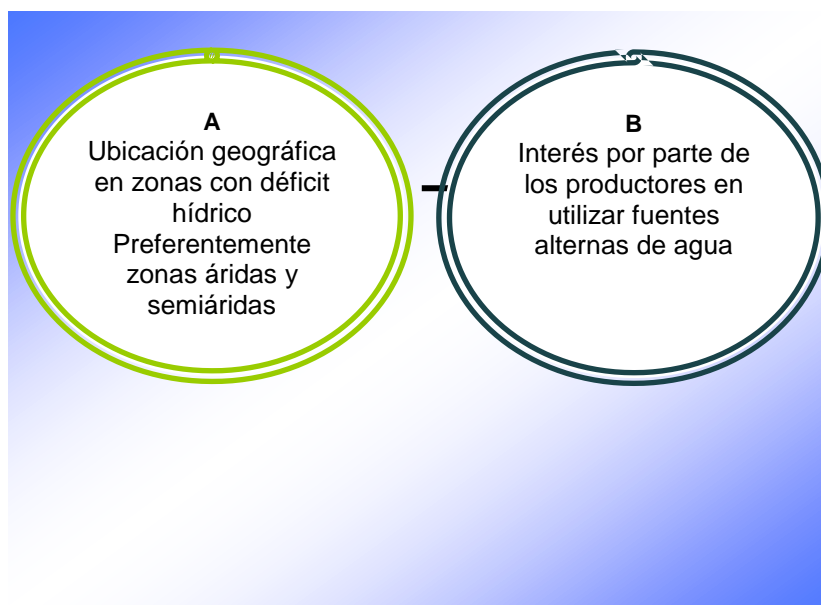 A
Ubicación geográfica
en zonas con déficit
hídrico
Preferentemente
zonas áridas y
semiáridas
B
Interés por parte de
los productores en
utilizar fuentes
alternas de agua